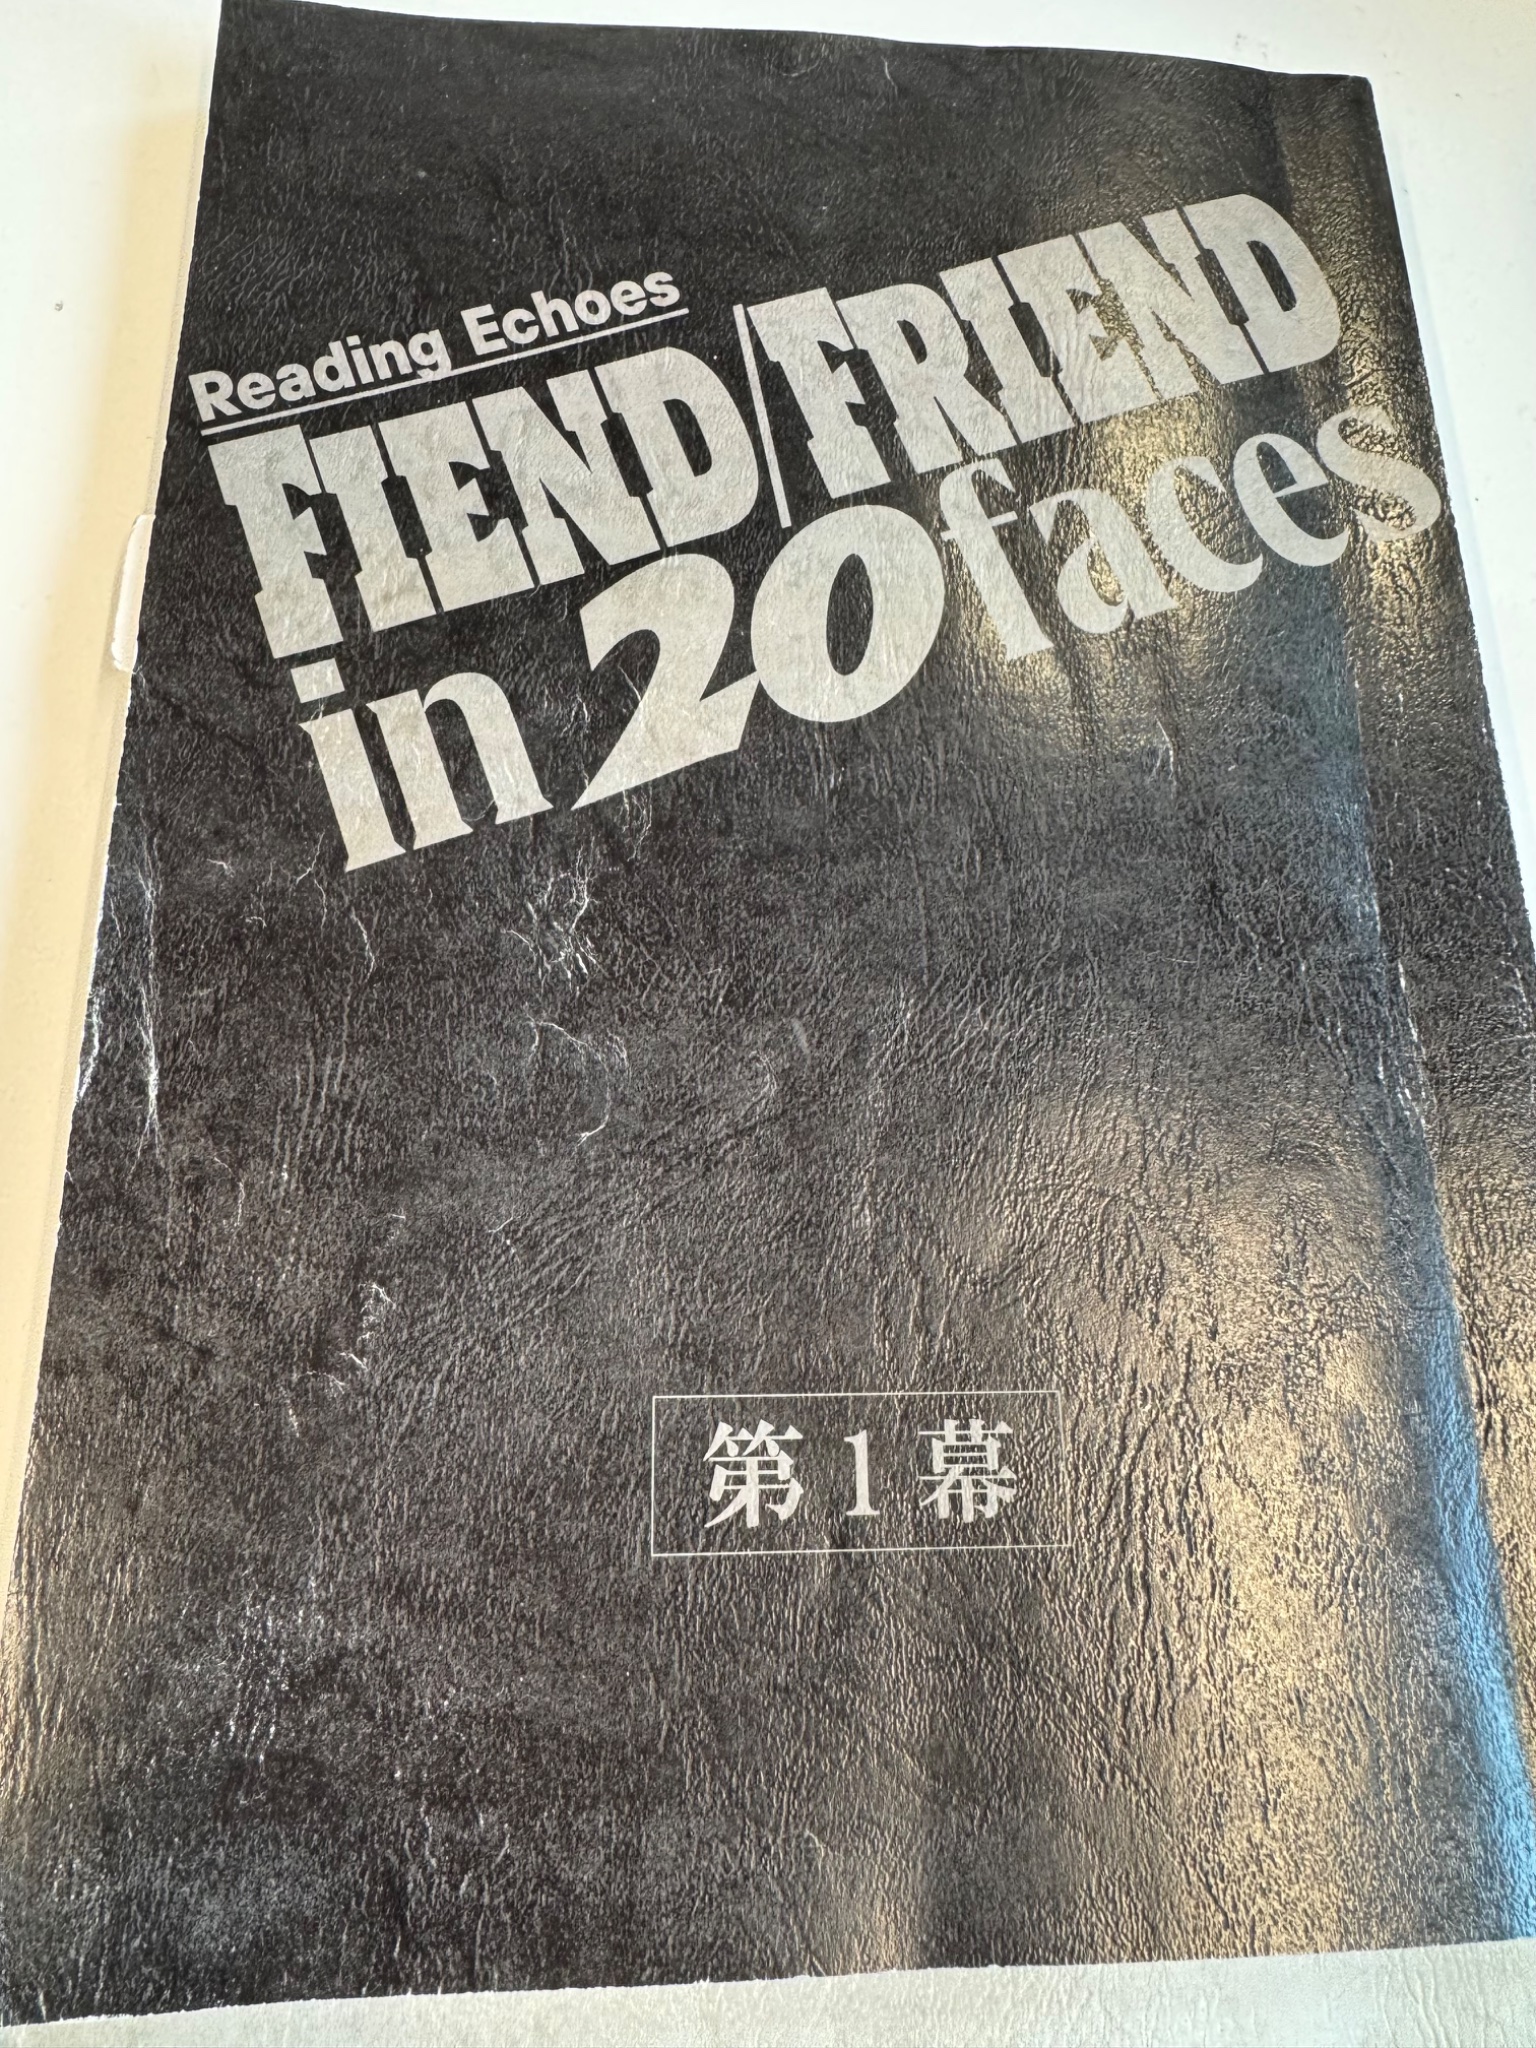 Reading Echoes
FIEND/FRIEND
in 20 faces
第1幕